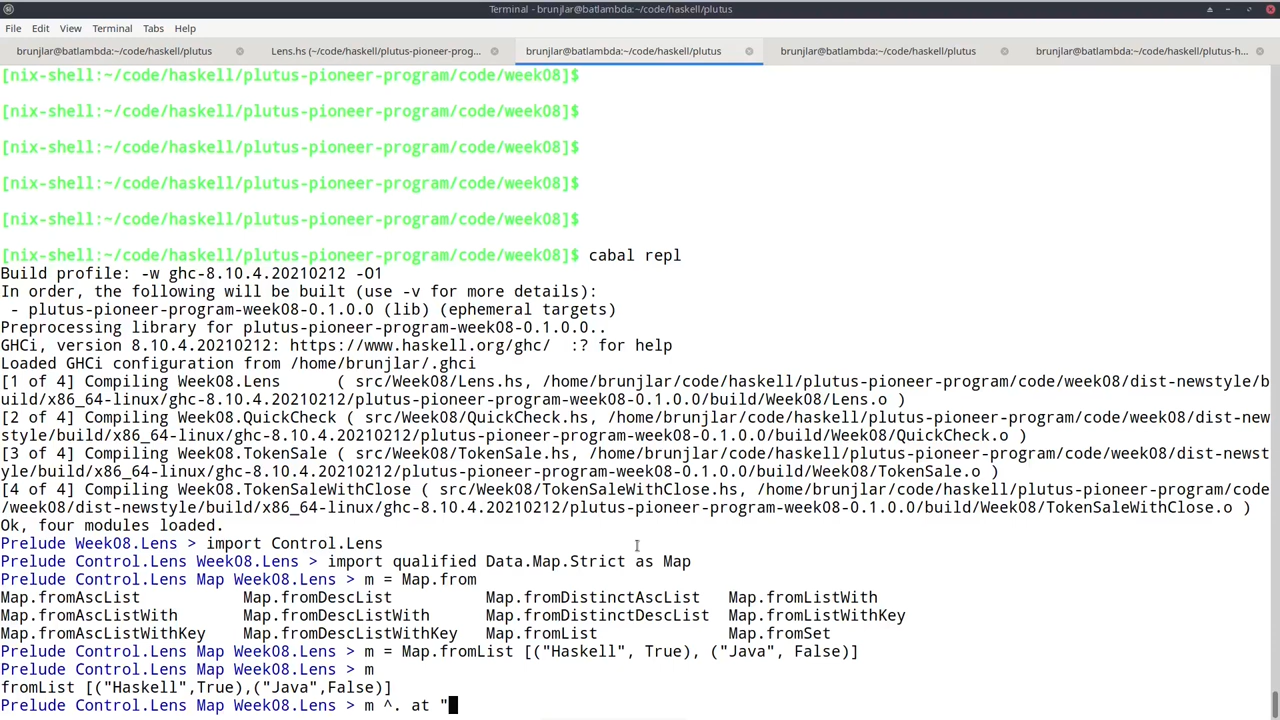 Terminal - brunjlar@batlambda:~/code/haskell/plutus
File Edit View Terminal Tabs Help
brunjlar@batlambda:~/code/haskell/plutus
Lens.hs (~/code/haskell/plutus-pioneer-prog...
brunjlar@batlambda:~/code/haskell/plutus
brunjlar@batlambda:~/code/haskell/plutus
brunjlar@batlambda:~/code/haskell/plutus-h...
[nix-shell:~/code/haskell/plutus-pioneer-program/code/week08]$
[nix-shell:~/code/haskell/plutus-pioneer-program/code/week08]$
[nix-shell:~/code/haskell/plutus-pioneer-program/code/week08]$
[nix-shell:~/code/haskell/plutus-pioneer-program/code/week08]$
[nix-shell:~/code/haskell/plutus-pioneer-program/code/week08]$
[nix-shell:~/code/haskell/plutus-pioneer-program/code/week08]$ cabal repl
Build profile: -w ghc-8.10.4.20210212 -O1
In order, the following will be built (use -v for more details):
 - plutus-pioneer-program-week08-0.1.0.0 (lib) (ephemeral targets)
Preprocessing library for plutus-pioneer-program-week08-0.1.0.0..
GHCi, version 8.10.4.20210212: https://www.haskell.org/ghc/  :? for help
Loaded GHCi configuration from /home/brunjlar/.ghci
[1 of 4] Compiling Week08.Lens      ( src/Week08/Lens.hs, /home/brunjlar/code/haskell/plutus-pioneer-program/code/week08/dist-newstyle/b
uild/x86_64-linux/ghc-8.10.4.20210212/plutus-pioneer-program-week08-0.1.0.0/build/Week08/Lens.o )
[2 of 4] Compiling Week08.QuickCheck ( src/Week08/QuickCheck.hs, /home/brunjlar/code/haskell/plutus-pioneer-program/code/week08/dist-new
style/build/x86_64-linux/ghc-8.10.4.20210212/plutus-pioneer-program-week08-0.1.0.0/build/Week08/QuickCheck.o )
[3 of 4] Compiling Week08.TokenSale ( src/Week08/TokenSale.hs, /home/brunjlar/code/haskell/plutus-pioneer-program/code/week08/dist-newst
yle/build/x86_64-linux/ghc-8.10.4.20210212/plutus-pioneer-program-week08-0.1.0.0/build/Week08/TokenSale.o )
[4 of 4] Compiling Week08.TokenSaleWithClose ( src/Week08/TokenSaleWithClose.hs, /home/brunjlar/code/haskell/plutus-pioneer-program/code
/week08/dist-newstyle/build/x86_64-linux/ghc-8.10.4.20210212/plutus-pioneer-program-week08-0.1.0.0/build/Week08/TokenSaleWithClose.o )
Ok, four modules loaded.
Prelude Week08.Lens > import Control.Lens
Prelude Control.Lens Week08.Lens > import qualified Data.Map.Strict as Map
Prelude Control.Lens Map Week08.Lens > m = Map.from
Map.fromAscList           Map.fromDescList          Map.fromDistinctAscList   Map.fromListWith
Map.fromAscListWith       Map.fromDescListWith      Map.fromDistinctDescList  Map.fromListWithKey
Map.fromAscListWithKey    Map.fromDescListWithKey   Map.fromList              Map.fromSet
Prelude Control.Lens Map Week08.Lens > m = Map.fromList [("Haskell", True), ("Java", False)]
Prelude Control.Lens Map Week08.Lens > m
fromList [("Haskell",True),("Java",False)]
Prelude Control.Lens Map Week08.Lens > m ^. at "